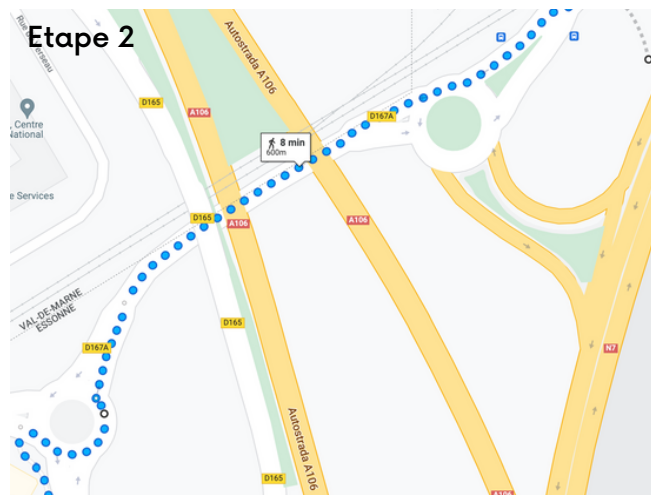 Etape 2
Autostrada A106
D165
A106
D167A
8 min
600m
Centre
National
e Services
D165
A106
A106
VAL-DE-MARNE
ESSONNE
D165
D167A
N7
Autostrada A106
D165
A106